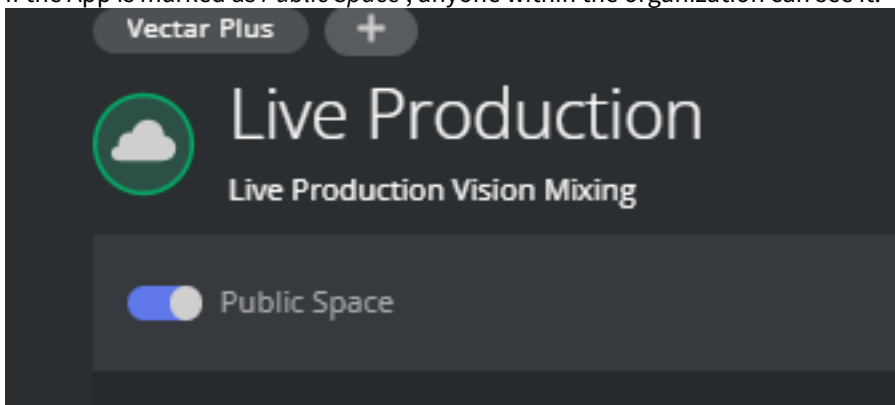 If the App is marked as Public Space, anyone within the organization can see it.
Vectar Plus +
Live Production
Live Production Vision Mixing
Public Space